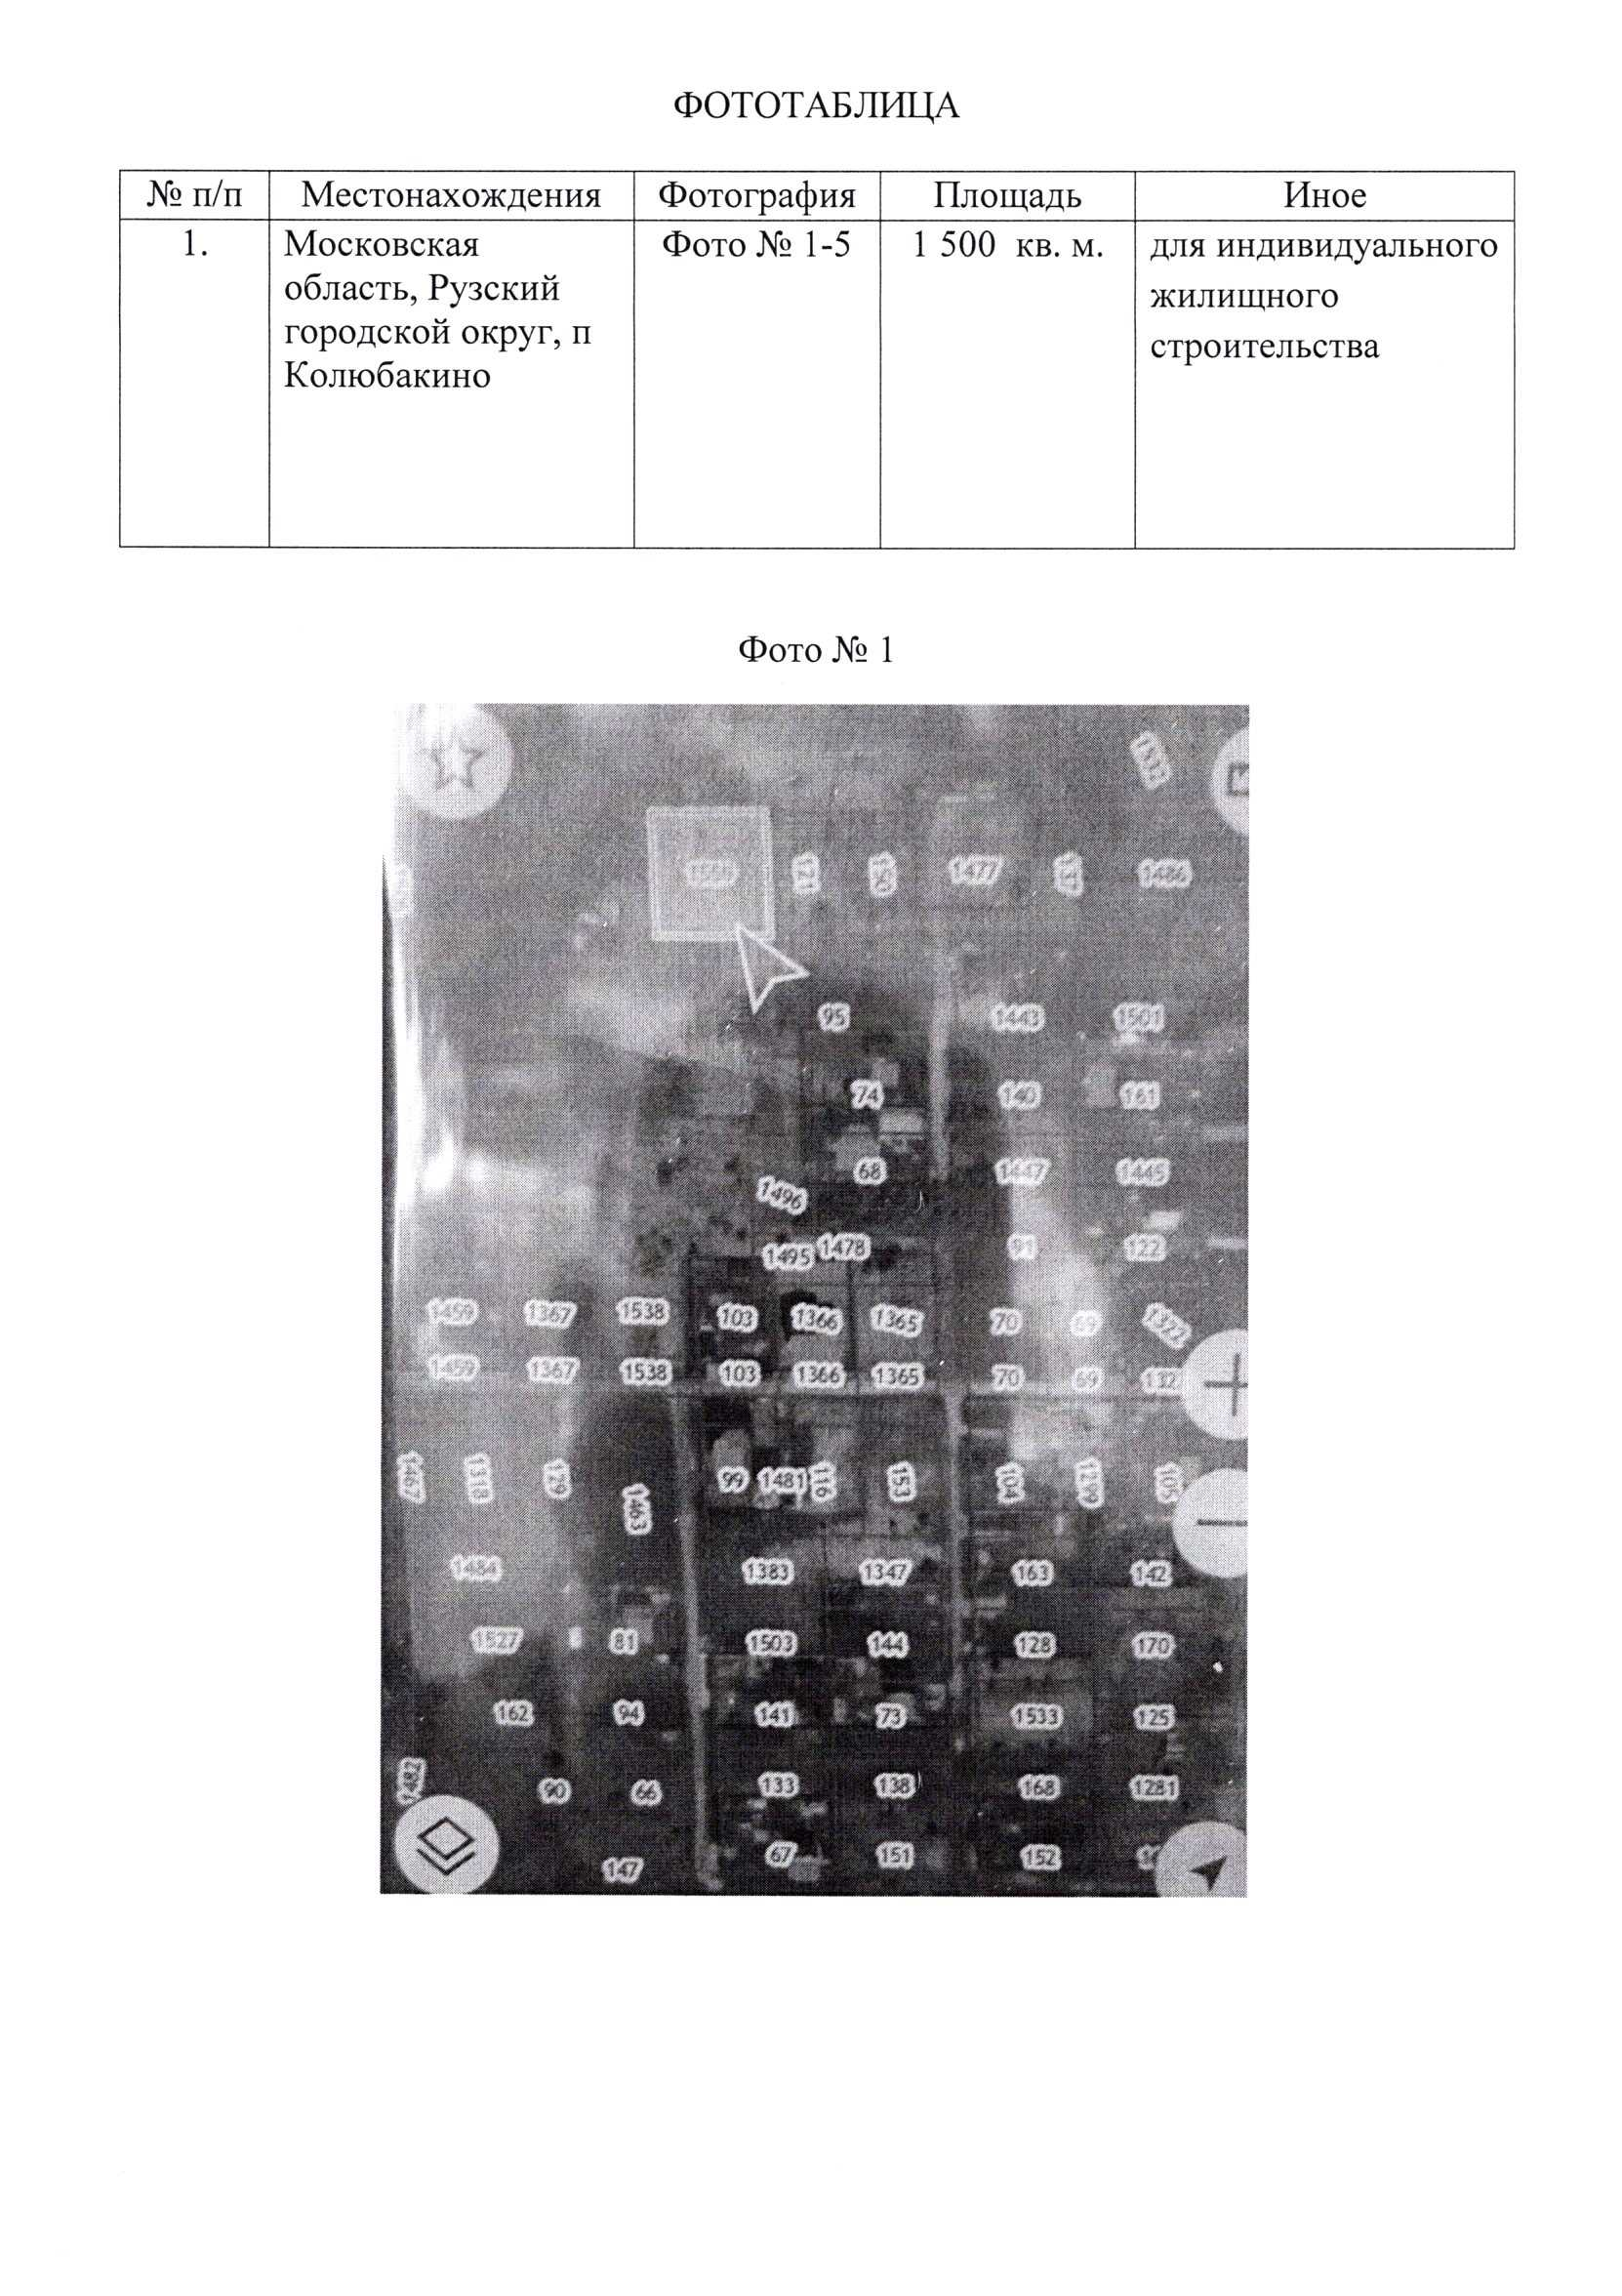 ФОТОТАБЛИЦА
№ п/п Местонахождения Фотография Площадь Иное
1. Московская область, Рузский городской округ, п Колюбакино Фото № 1-5 1 500 кв. м. для индивидуального жилищного строительства
Фото № 1
1477 1486
95 1443 1501
74 140 161
68 1447 1445
1496
1495 1478 91 122
1459 1367 1538 103 1366 1365 70 69 1322
1459 1367 1538 103 1366 1365 70 69 132
1467 1318 129 1463 99 1481 116 153 104 1299 105
1484 1383 1347 163 142
1527 81 1503 144 128 170
162 94 141 73 1533 125
1482 90 66 133 138 168 1281
147 67 151 152